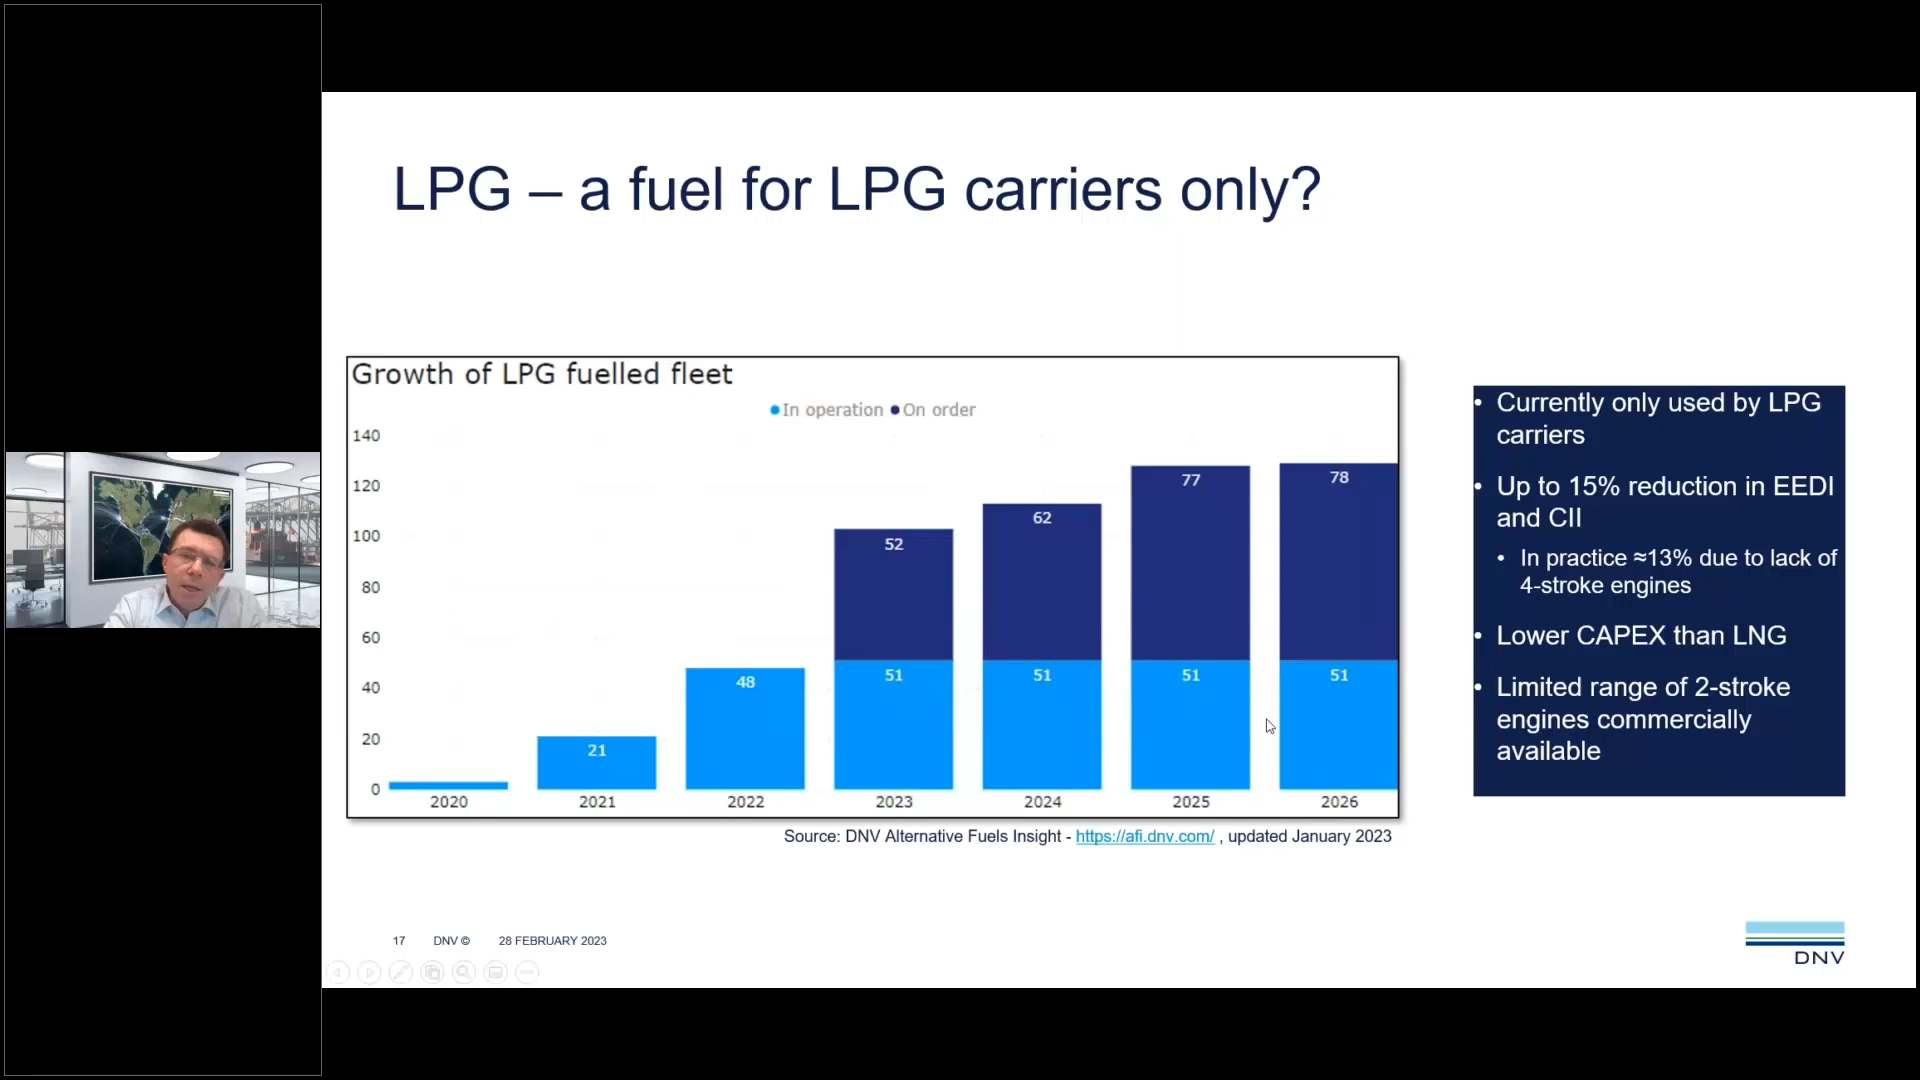 LPG – a fuel for LPG carriers only?
Growth of LPG fuelled fleet
In operation On order
140
120
100
80
60
40
20
0
21
48
52
51
62
51
77
51
78
51
2020 2021 2022 2023 2024 2025 2026
Source: DNV Alternative Fuels Insight - https://afi.dnv.com/ , updated January 2023
• Currently only used by LPG
carriers
• Up to 15% reduction in EEDI
and CII
• In practice ≈13% due to lack of
4-stroke engines
• Lower CAPEX than LNG
• Limited range of 2-stroke
engines commercially
available
17 DNV © 28 FEBRUARY 2023
DNV